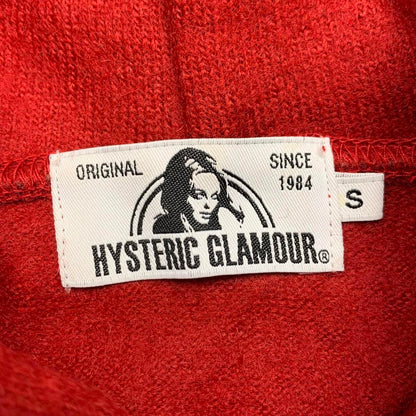 ORIGINAL
SINCE
1984
HYSTERIC GLAMOUR®
S